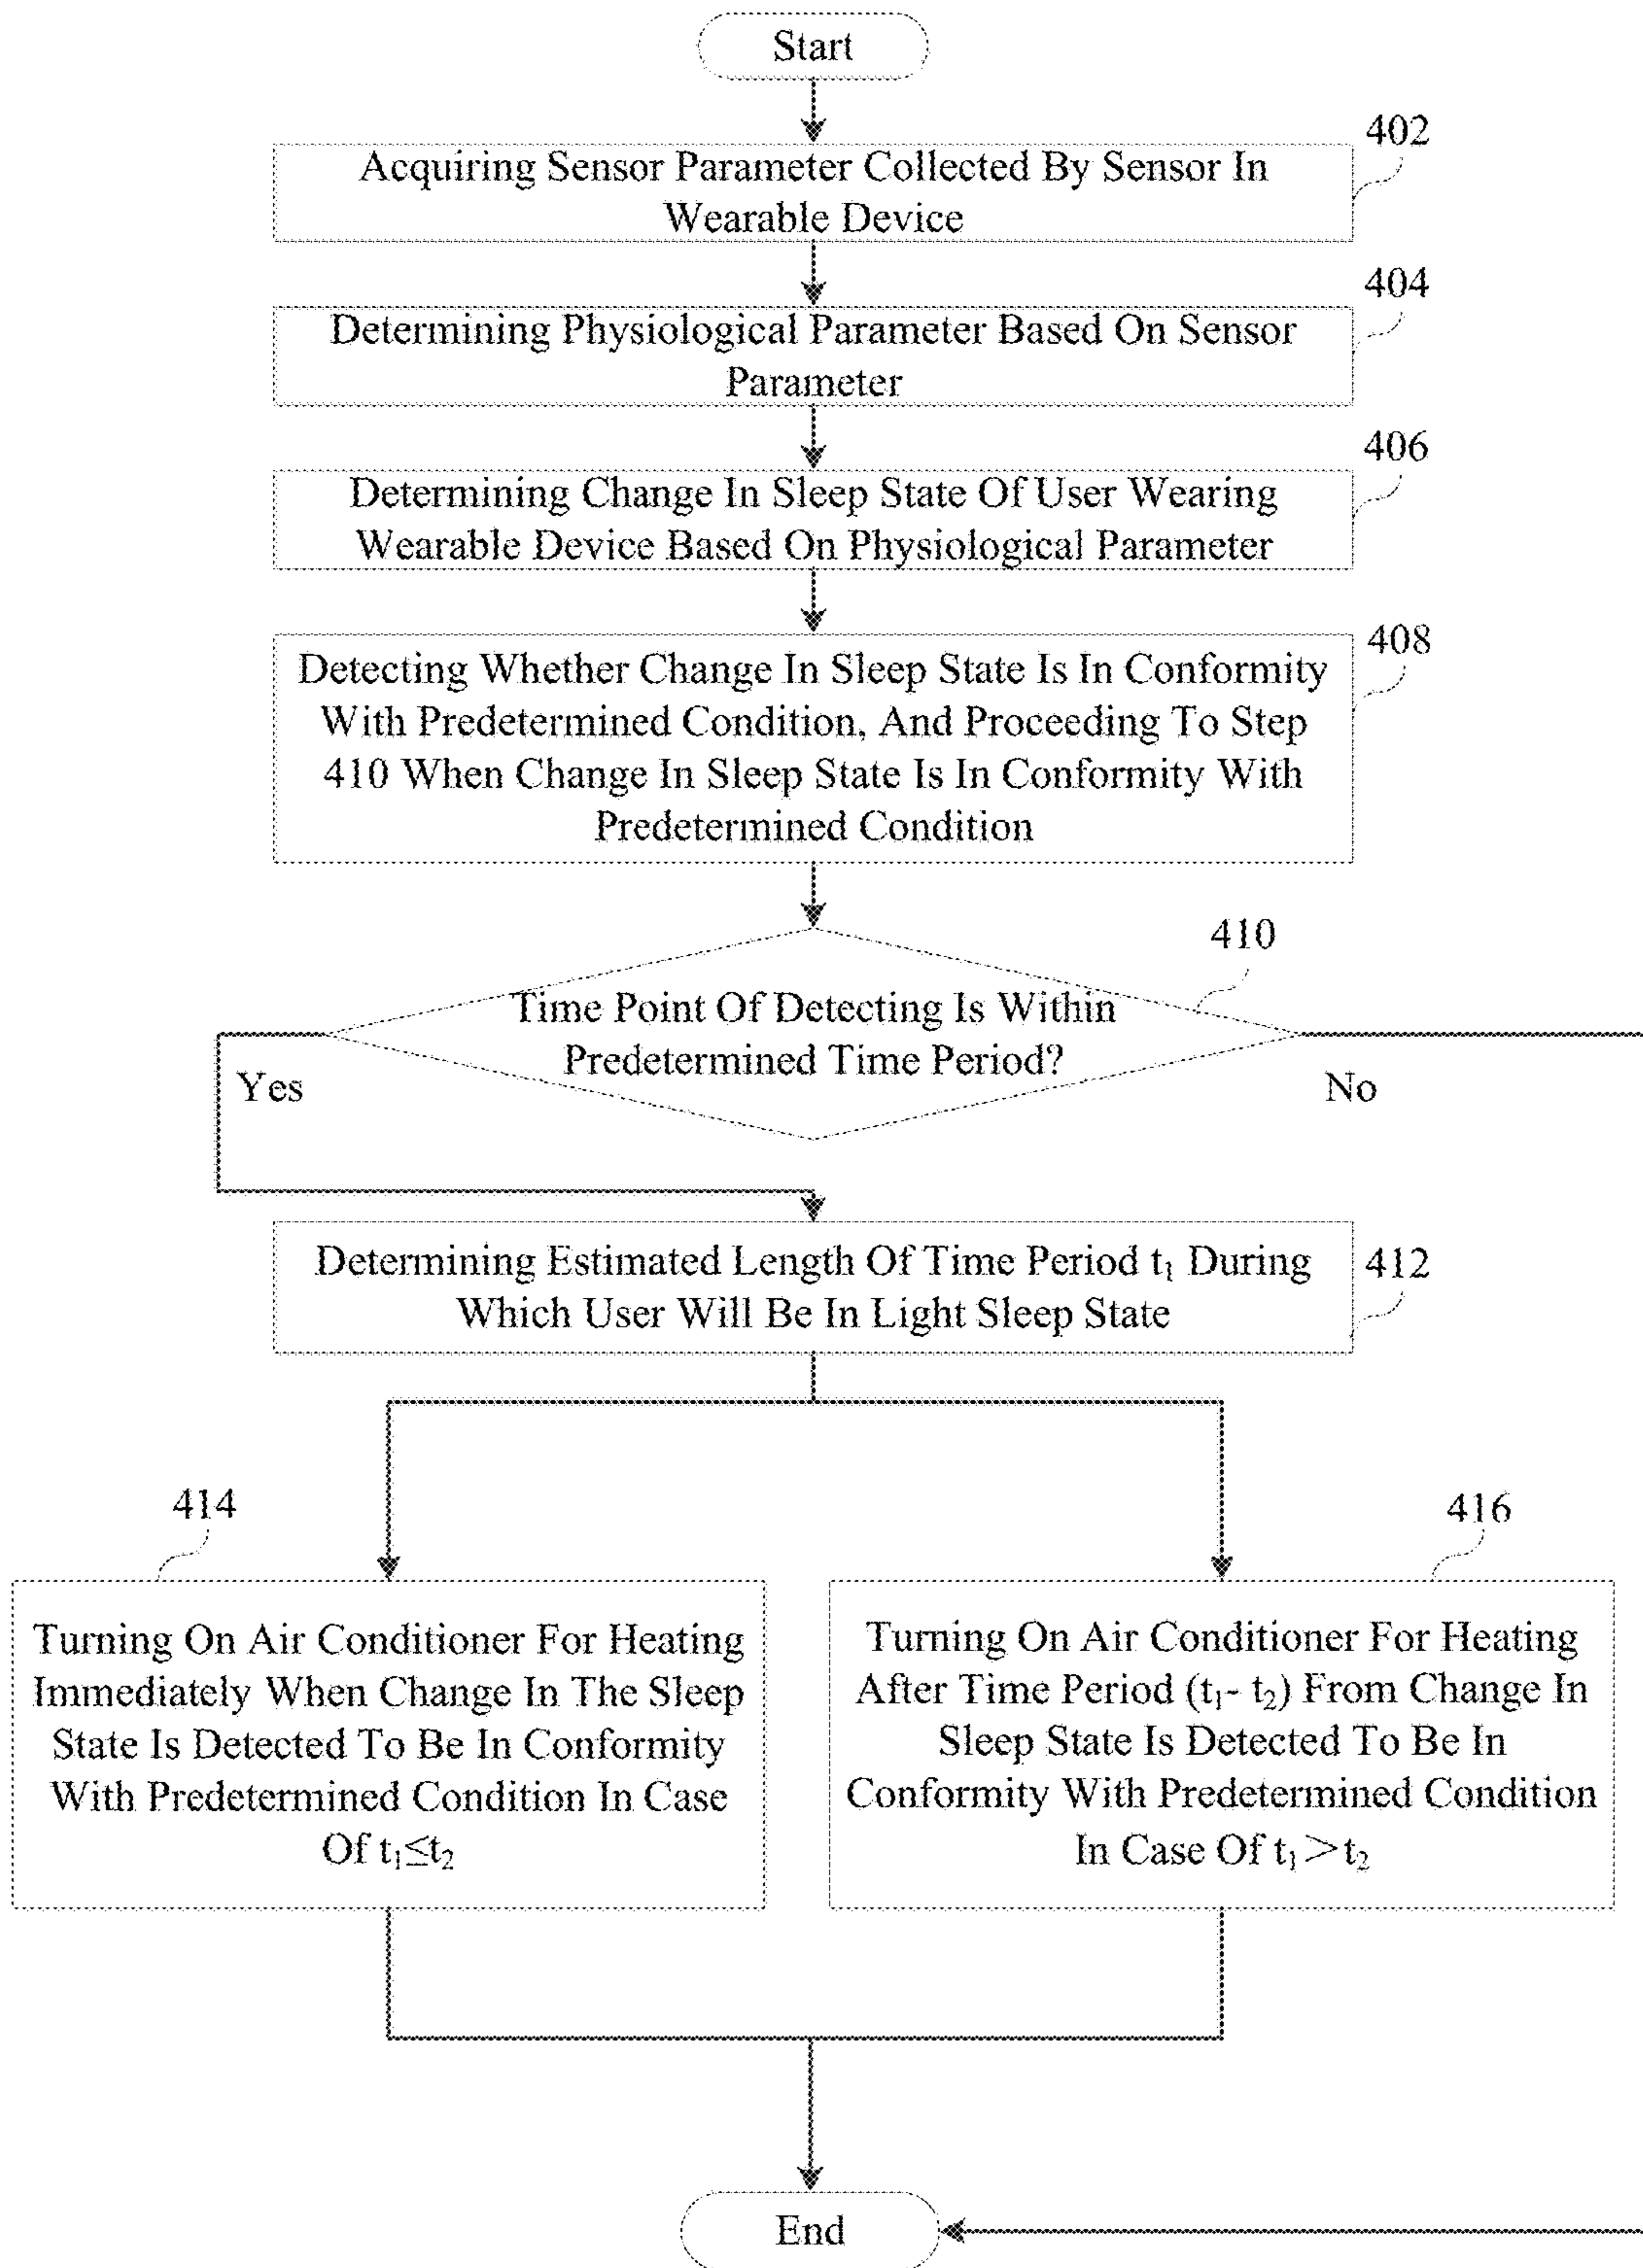 Start
402
Acquiring Sensor Parameter Collected By Sensor In
Wearable Device
404
Determining Physiological Parameter Based On Sensor
Parameter
406
Determining Change In Sleep State Of User Wearing
Wearable Device Based On Physiological Parameter
408
Detecting Whether Change In Sleep State Is In Conformity
With Predetermined Condition, And Proceeding To Step
410 When Change In Sleep State Is In Conformity With
Predetermined Condition
410
Time Point Of Detecting Is Within
Predetermined Time Period?
Yes
No
412
Determining Estimated Length Of Time Period t₁ During
Which User Will Be In Light Sleep State
414
Turning On Air Conditioner For Heating
Immediately When Change In The Sleep
State Is Detected To Be In Conformity
With Predetermined Condition In Case
Of t₁≤t₂
416
Turning On Air Conditioner For Heating
After Time Period (t₁- t₂) From Change In
Sleep State Is Detected To Be In
Conformity With Predetermined Condition
In Case Of t₁>t₂
End